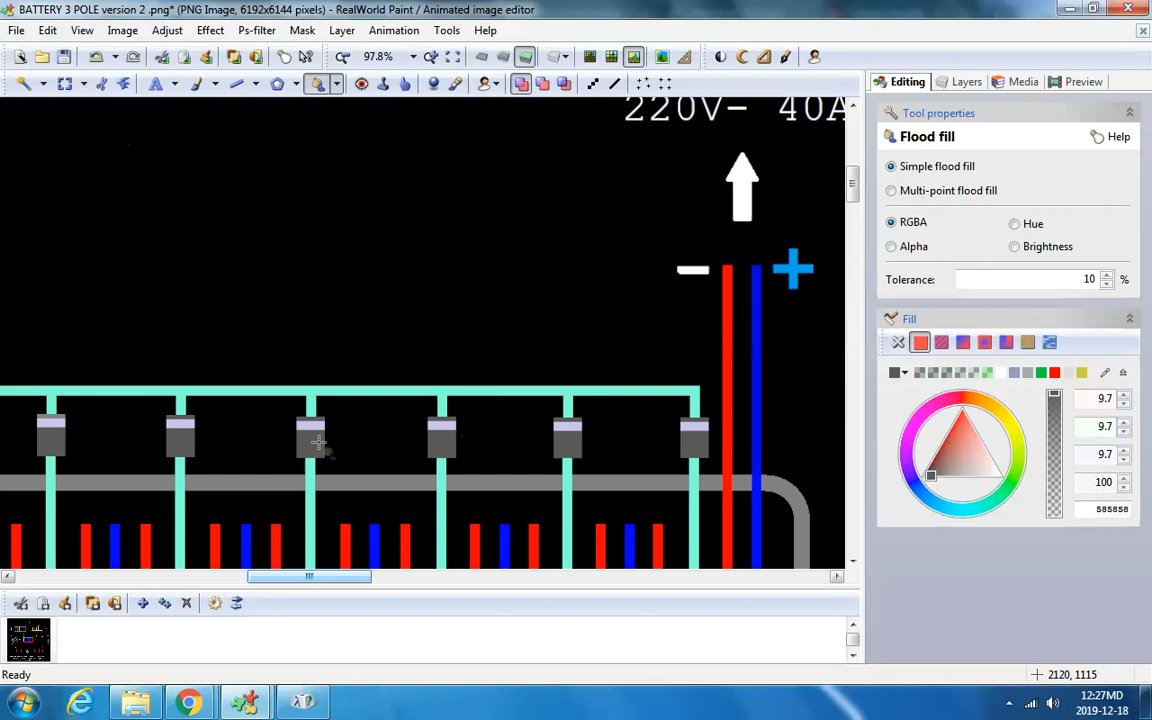 BATTERY 3 POLE version 2 .png* (PNG Image, 6192x6144 pixels) - RealWorld Paint / Animated image editor
File Edit View Image Adjust Effect Ps-filter Mask Layer Animation Tools Help
97.8%
Editing Layers Media Preview
220V- 40A
Tool properties
Flood fill Help
Simple flood fill
Multi-point flood fill
RGBA Hue
Alpha Brightness
Tolerance: 10 %
Fill
9.7
9.7
9.7
100
585858
- +
Ready 2120, 1115
12:27MD
2019-12-18